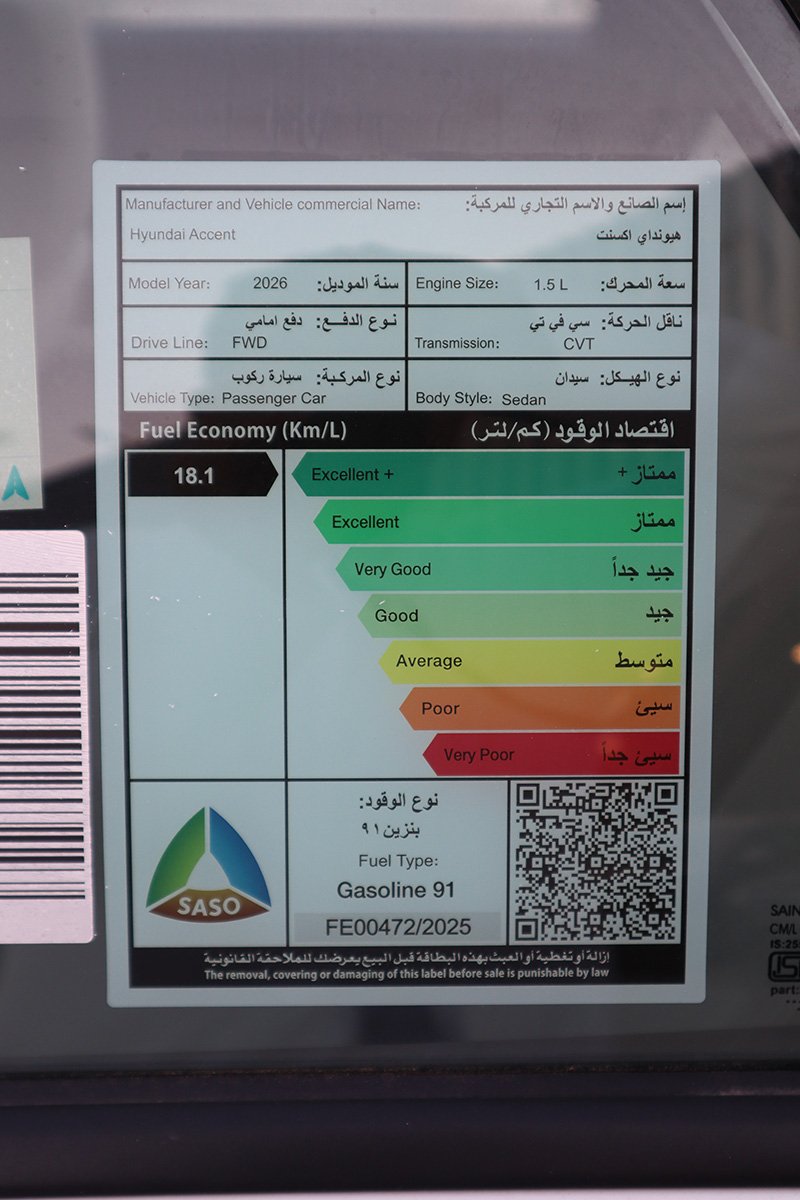 Manufacturer and Vehicle commercial Name: إسم الصانع والاسم التجاري للمركبة:
Hyundai Accent هيونداي اكسنت
Model Year: 2026 سنة الموديل:
Engine Size: 1.5 L سعة المحرك:
نوع الدفع: دفع امامي
Drive Line: FWD
ناقل الحركة: سي في تي
Transmission: CVT
نوع المركبة: سيارة ركوب
Vehicle Type: Passenger Car
نوع الهيكل: سيدان
Body Style: Sedan
Fuel Economy (Km/L) اقتصاد الوقود (كم/لتر)
18.1
Excellent + ممتاز +
Excellent ممتاز
Very Good جيد جداً
Good جيد
Average متوسط
Poor سيئ
Very Poor سيئ جداً
SASO
نوع الوقود:
بنزين ٩١
Fuel Type:
Gasoline 91
FE00472/2025
إزالة أو تغطية أو العبث بهذه البطاقة قبل البيع يعرضك للملاحقة القانونية
The removal, covering or damaging of this label before sale is punishable by law
SAIN
CM/L
IS:25
part: